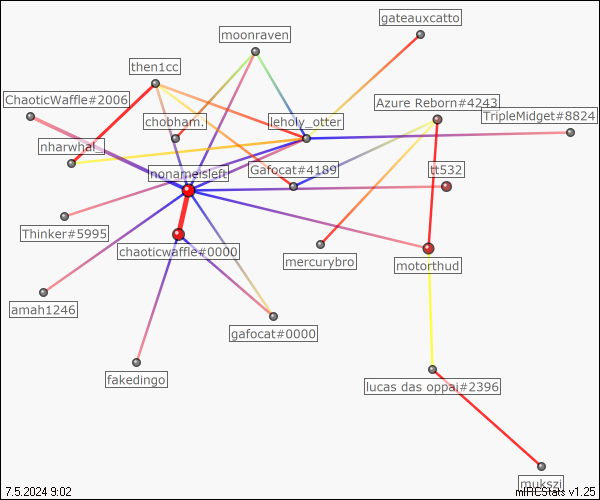 gateauxcatto
moonraven
then1cc
ChaoticWaffle#2006
Azure Reborn#4243
TripleMidget#8824
chobham.
leholy_otter
nharwhal_
nonameisleft
Gafocat#4189
tt532
Thinker#5995
chaoticwaffle#0000
mercurybro
motorthud
amah1246
gafocat#0000
fakedingo
lucas das oppai#2396
mukszi
7.5.2024 9:02
mIRCStats v1.25